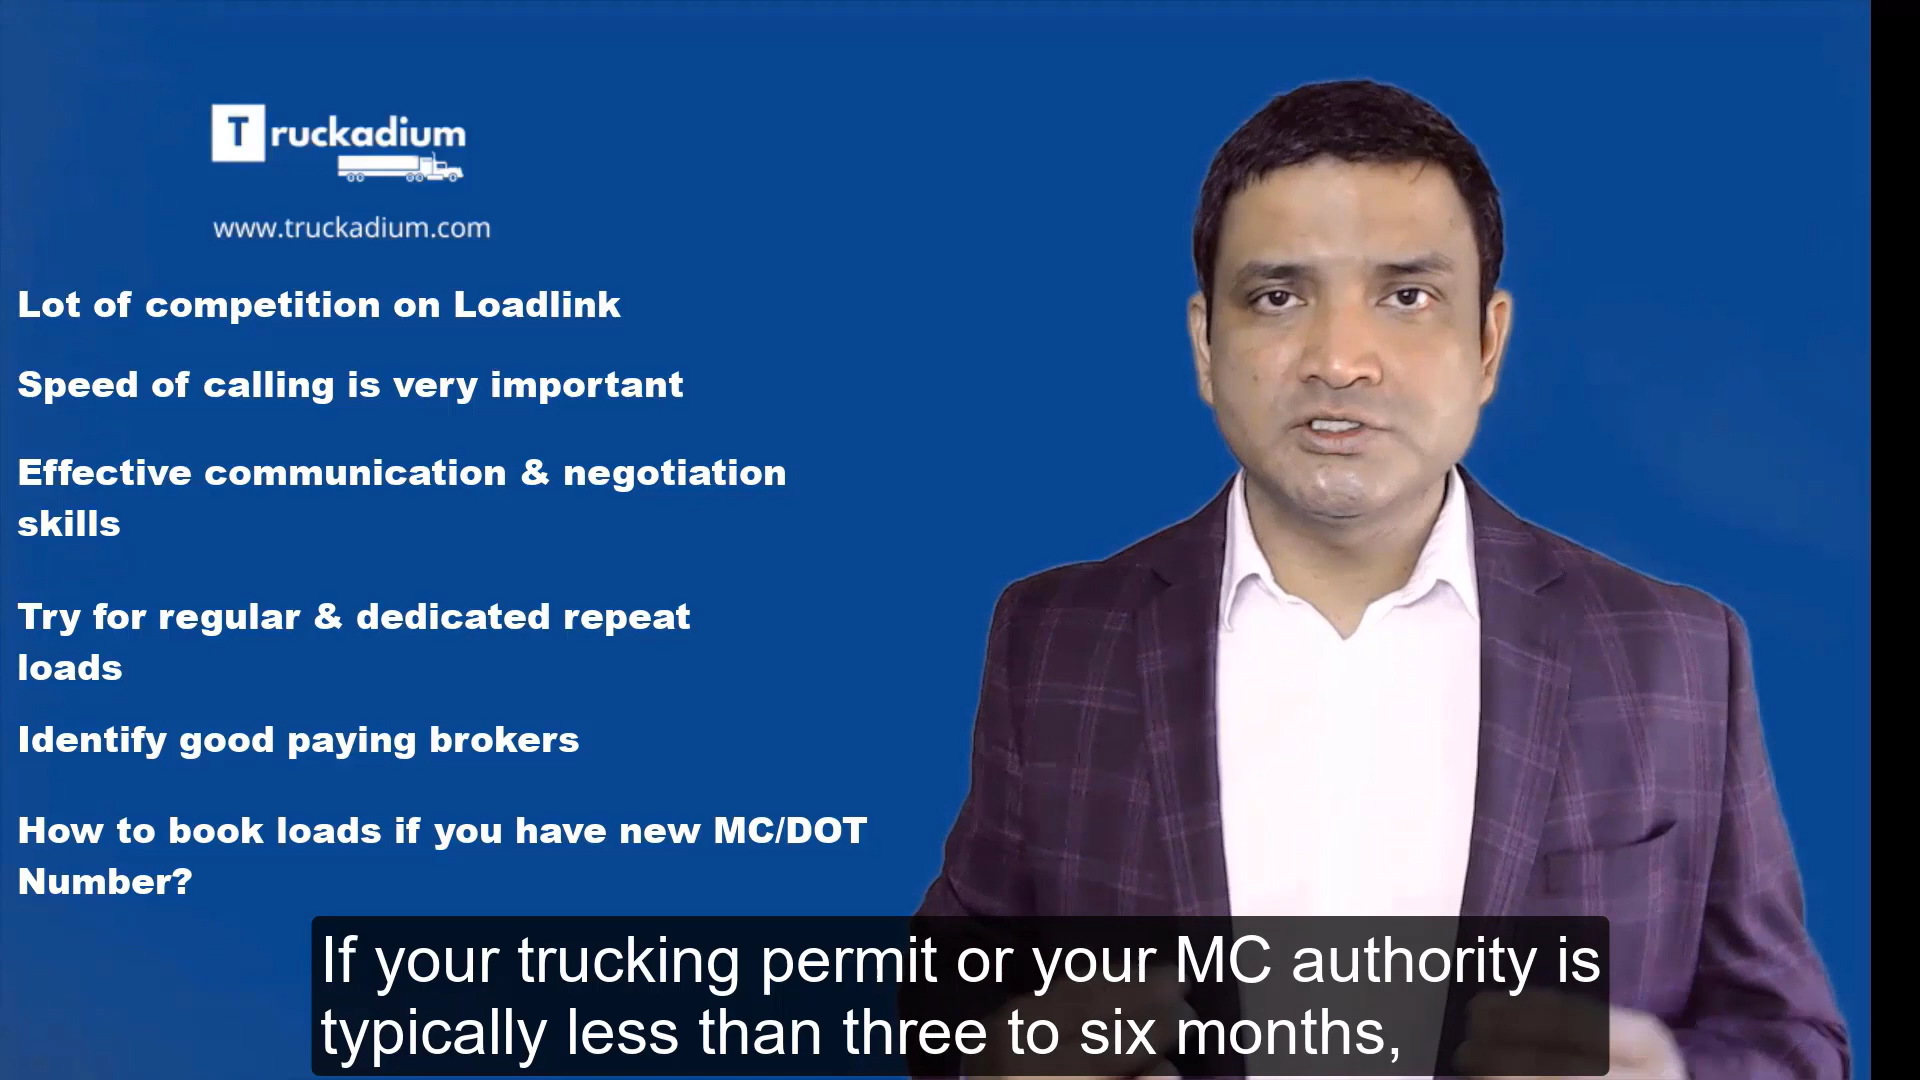 Truckadium
www.truckadium.com
Lot of competition on Loadlink
Speed of calling is very important
Effective communication & negotiation
skills
Try for regular & dedicated repeat
loads
Identify good paying brokers
How to book loads if you have new MC/DOT
Number?
If your trucking permit or your MC authority is
typically less than three to six months,